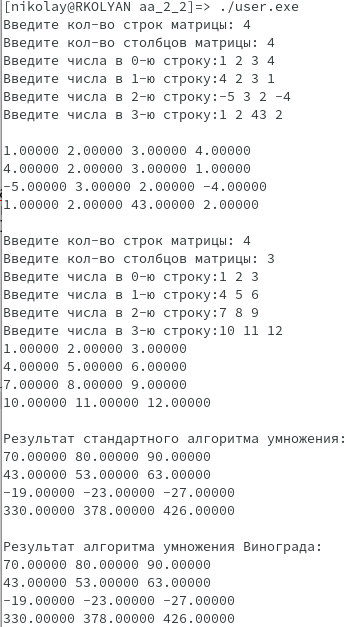 [nikolay@RKOLYAN aa_2_2]=> ./user.exe
Введите кол-во строк матрицы: 4
Введите кол-во столбцов матрицы: 4
Введите числа в 0-ю строку:1 2 3 4
Введите числа в 1-ю строку:4 2 3 1
Введите числа в 2-ю строку:-5 3 2 -4
Введите числа в 3-ю строку:1 2 43 2
1.00000 2.00000 3.00000 4.00000
4.00000 2.00000 3.00000 1.00000
-5.00000 3.00000 2.00000 -4.00000
1.00000 2.00000 43.00000 2.00000
Введите кол-во строк матрицы: 4
Введите кол-во столбцов матрицы: 3
Введите числа в 0-ю строку:1 2 3
Введите числа в 1-ю строку:4 5 6
Введите числа в 2-ю строку:7 8 9
Введите числа в 3-ю строку:10 11 12
1.00000 2.00000 3.00000
4.00000 5.00000 6.00000
7.00000 8.00000 9.00000
10.00000 11.00000 12.00000
Результат стандартного алгоритма умножения:
70.00000 80.00000 90.00000
43.00000 53.00000 63.00000
-19.00000 -23.00000 -27.00000
330.00000 378.00000 426.00000
Результат алгоритма умножения Винограда:
70.00000 80.00000 90.00000
43.00000 53.00000 63.00000
-19.00000 -23.00000 -27.00000
330.00000 378.00000 426.00000